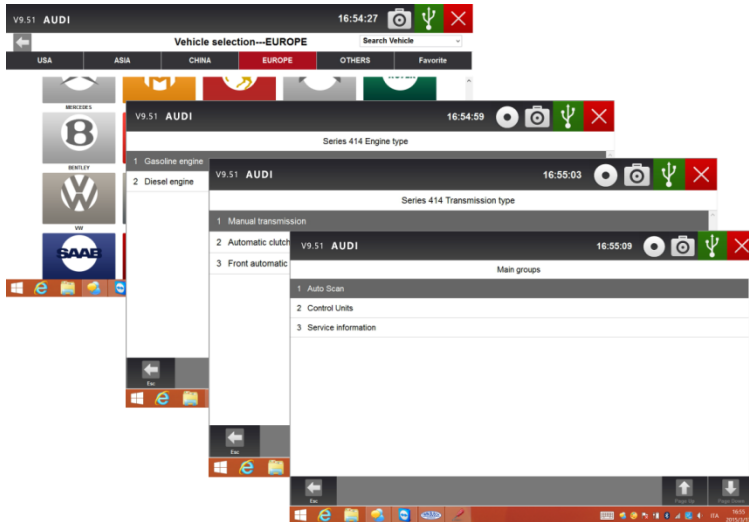 V9.51 AUDI 16:54:27
Vehicle selection---EUROPE Search Vehicle
USA ASIA CHINA EUROPE OTHERS Favorite
MERCEDES
BENTLEY
VW
SAAB
V9.51 AUDI 16:54:59
Series 414 Engine type
1 Gasoline engine
2 Diesel engine
Esc
V9.51 AUDI 16:55:03
Series 414 Transmission type
1 Manual transmission
2 Automatic clutch
3 Front automatic
Esc
V9.51 AUDI 16:55:09
Main groups
1 Auto Scan
2 Control Units
3 Service information
Esc Page Up Page Down
ITA 16:55